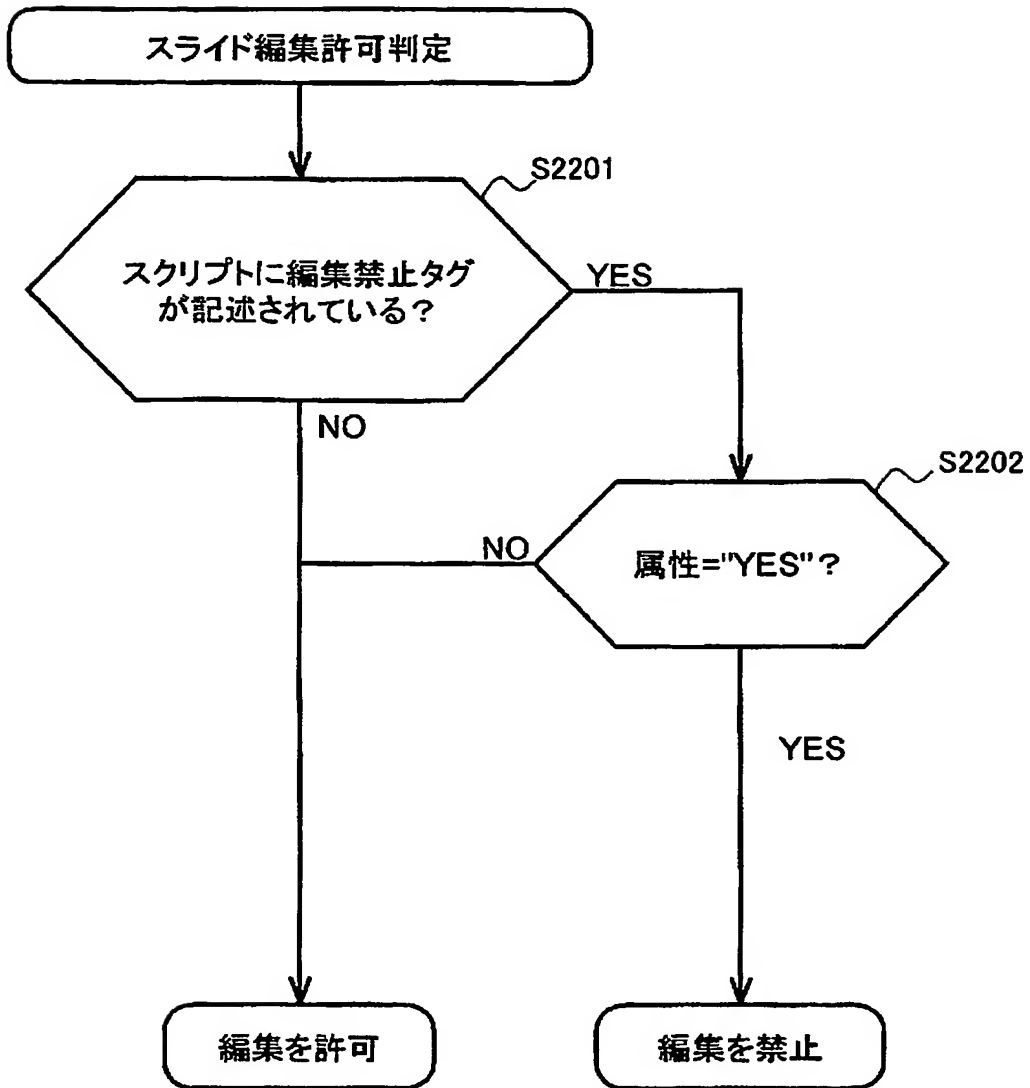 スライド編集許可判定
S2201
スクリプトに編集禁止タグ
が記述されている？
YES
NO
S2202
NO
属性="YES"？
YES
編集を許可
編集を禁止